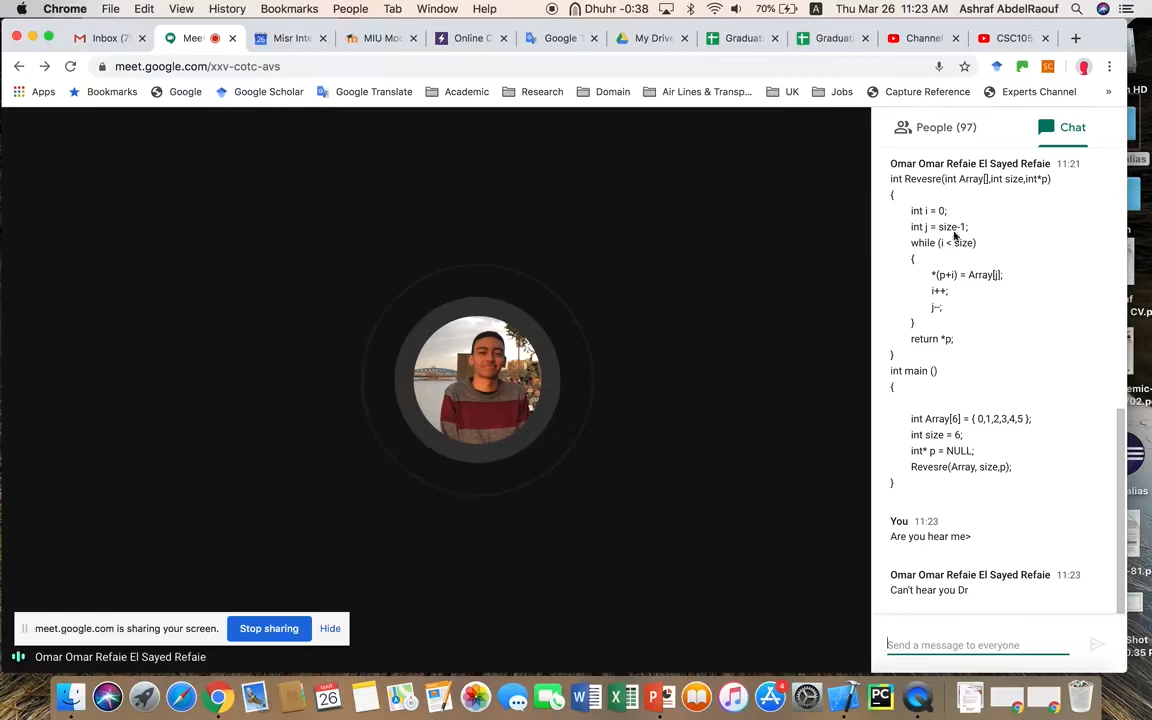 Chrome File Edit View History Bookmarks People Tab Window Help Dhuhr -0:38 70% A Thu Mar 26 11:23 AM Ashraf AbdelRaouf
Inbox (7 Meet Misr Inte MIU Moo Online C Google T My Drive Graduati Graduati Channel CSC105
meet.google.com/xxv-cotc-avs
Apps Bookmarks Google Google Scholar Google Translate Academic Research Domain Air Lines & Transp... UK Jobs Capture Reference Experts Channel »
People (97) Chat
Omar Omar Refaie El Sayed Refaie 11:21
int Revesre(int Array[],int size,int*p)
{
int i = 0;
int j = size-1;
while (i < size)
{
*(p+i) = Array[j];
i++;
j--;
}
return *p;
}
int main ()
{
int Array[6] = { 0,1,2,3,4,5 };
int size = 6;
int* p = NULL;
Revesre(Array, size,p);
}
You 11:23
Are you hear me>
Omar Omar Refaie El Sayed Refaie 11:23
Can't hear you Dr
meet.google.com is sharing your screen. Stop sharing Hide
Send a message to everyone
Omar Omar Refaie El Sayed Refaie